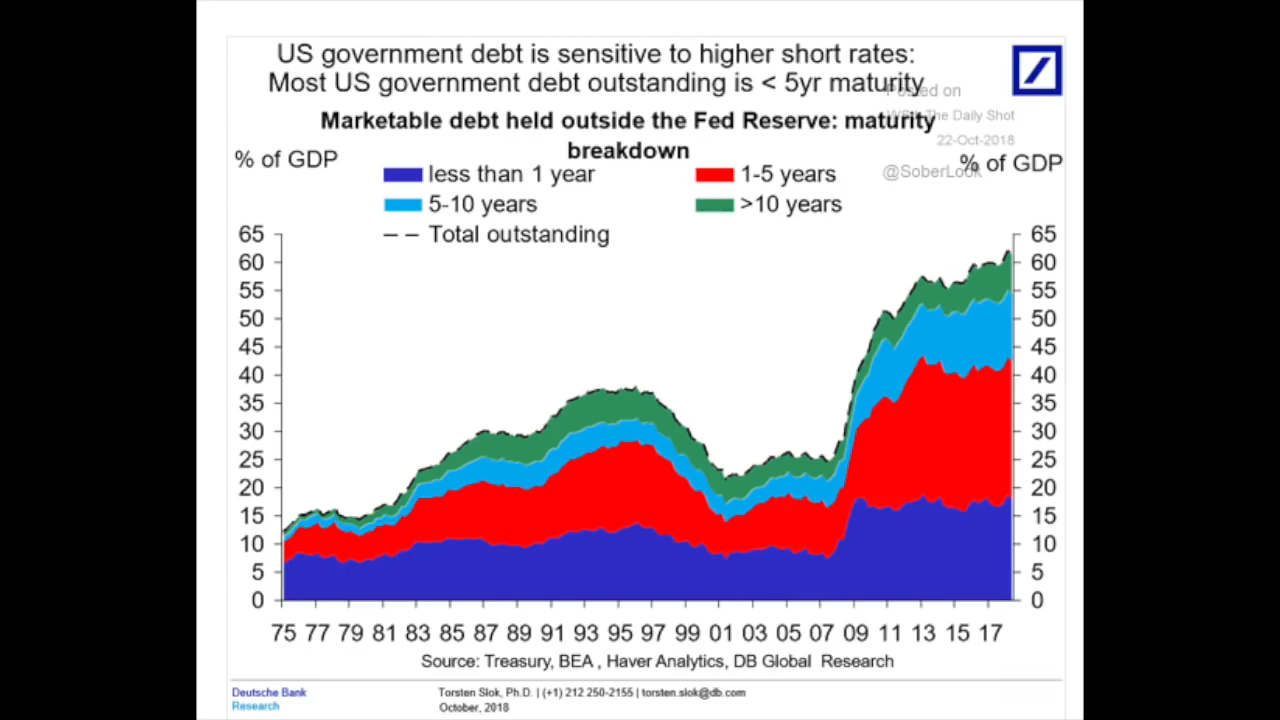 US government debt is sensitive to higher short rates:
Most US government debt outstanding is < 5yr maturity
Posted on
WSJ: The Daily Shot
22-Oct-2018
@SoberLook
Marketable debt held outside the Fed Reserve: maturity
breakdown
% of GDP
% of GDP
less than 1 year
1-5 years
5-10 years
>10 years
Total outstanding
65
60
55
50
45
40
35
30
25
20
15
10
5
0
65
60
55
50
45
40
35
30
25
20
15
10
5
0
75 77 79 81 83 85 87 89 91 93 95 97 99 01 03 05 07 09 11 13 15 17
Source: Treasury, BEA , Haver Analytics, DB Global Research
Deutsche Bank
Research
Torsten Slok, Ph.D. | (+1) 212 250-2155 | torsten.slok@db.com
October, 2018